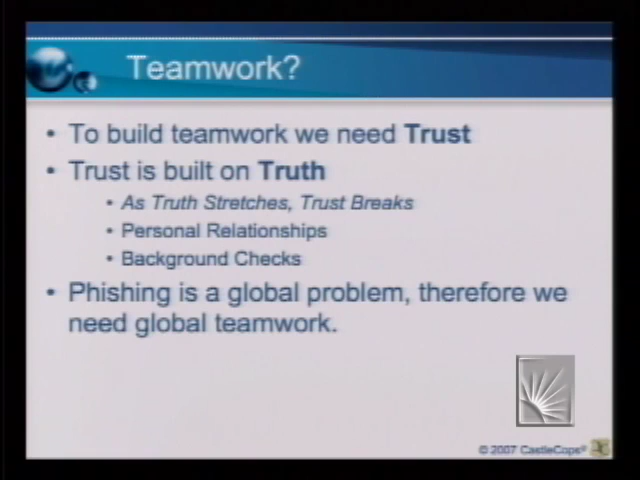 Teamwork?
• To build teamwork we need Trust
• Trust is built on Truth
• As Truth Stretches, Trust Breaks
• Personal Relationships
• Background Checks
• Phishing is a global problem, therefore we
need global teamwork.
© 2007 CastleCops®